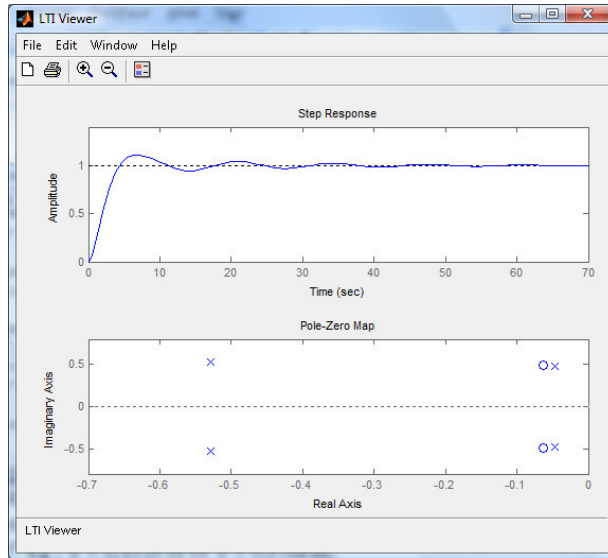 LTI Viewer
File Edit Window Help
Step Response
Amplitude
1
0.5
0
0 10 20 30 40 50 60 70
Time (sec)
Pole-Zero Map
Imaginary Axis
0.5
0
-0.5
-0.7 -0.6 -0.5 -0.4 -0.3 -0.2 -0.1 0
Real Axis
LTI Viewer